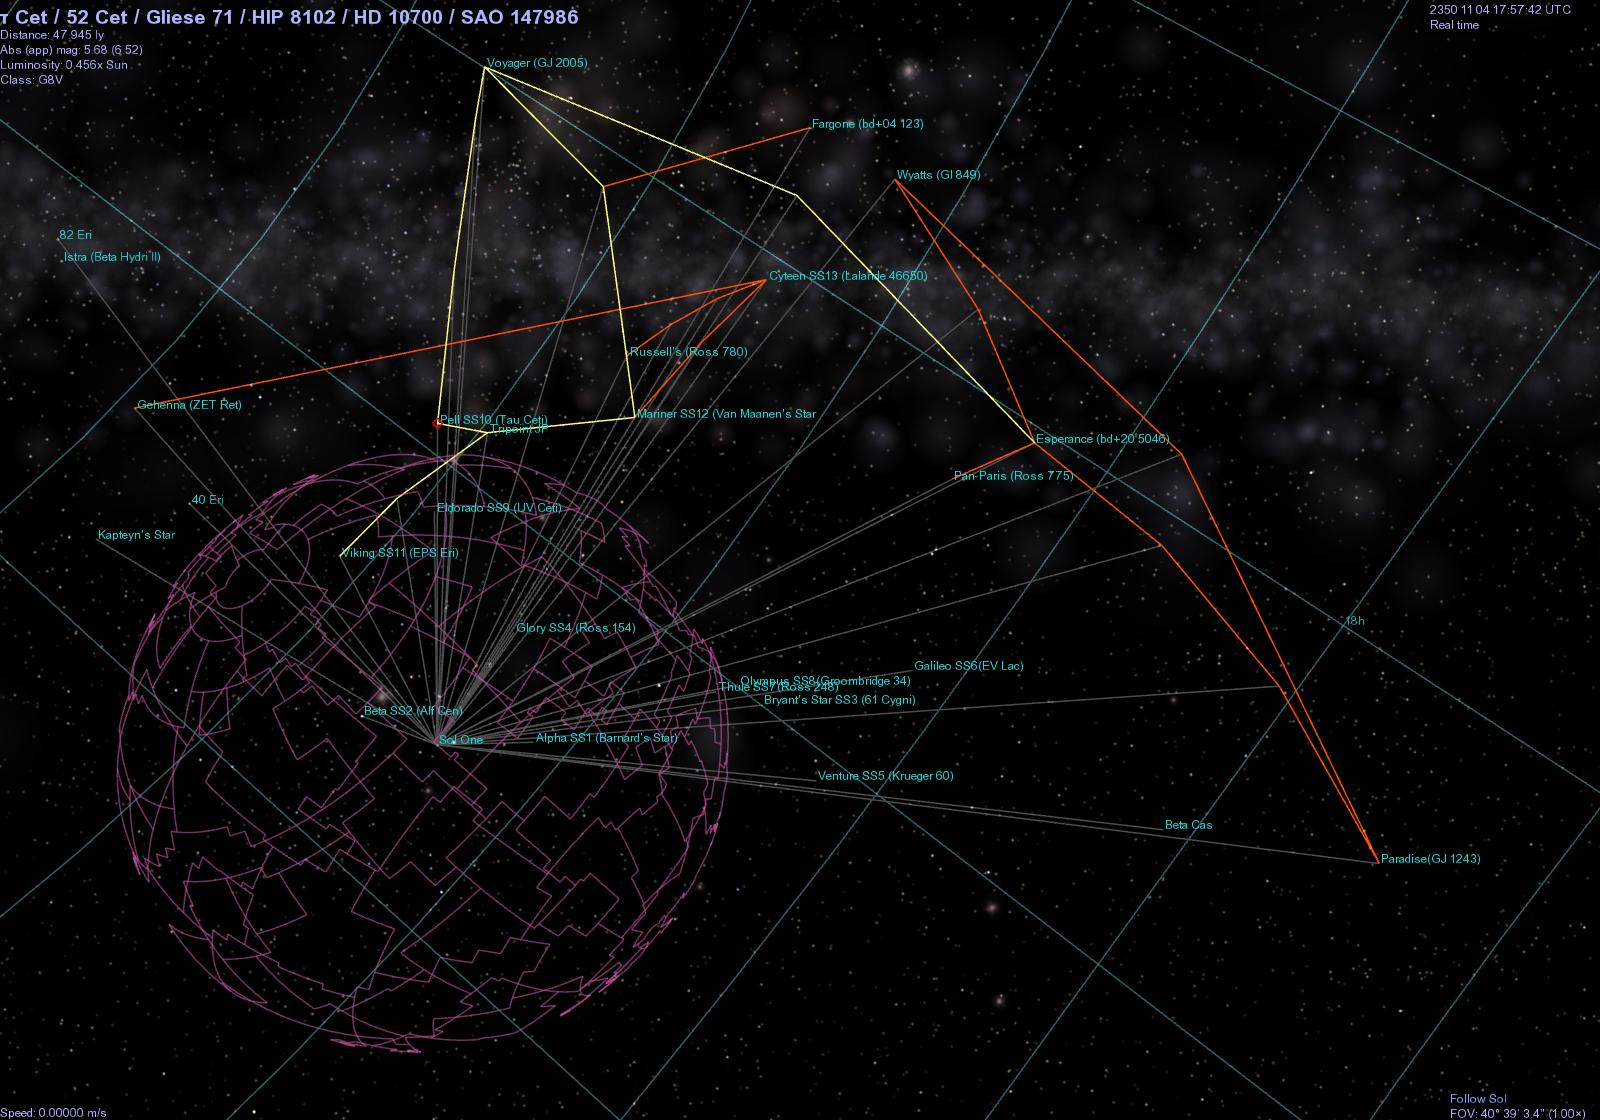 τ Cet / 52 Cet / Gliese 71 / HIP 8102 / HD 10700 / SAO 147986
Distance: 47.945 ly
Abs (app) mag: 5.68 (6.52)
Luminosity: 0.456x Sun
Class: G8V
2350 11 04 17:57:42 UTC
Real time
Voyager (GJ 2005)
Fargone (bd+04 123)
Wyatts (Gl 849)
82 Eri
Istra (Beta Hydri II)
Cyteen SS13 (Lalande 46650)
Russell's (Ross 780)
Gehenna (ZET Ret)
Mariner SS12 (Van Maanen's Star
Pell SS10 (Tau Ceti)
Tripoint JP
Esperance (bd+20 5046)
Pan-Paris (Ross 775)
40 Eri
Eldorado SS9 (UV Ceti)
Kapteyn's Star
Viking SS11 (EPS Eri)
18h
Glory SS4 (Ross 154)
Galileo SS6(EV Lac)
Olympus SS8(Groombridge 34)
Thule SS7 (Ross 248)
Bryant's Star SS3 (61 Cygni)
Beta SS2 (Alf Cen)
Sol One
Alpha SS1 (Barnard's Star)
Venture SS5 (Krueger 60)
Beta Cas
Paradise(GJ 1243)
Speed: 0.00000 m/s
Follow Sol
FOV: 40° 39' 3.4" (1.00×)